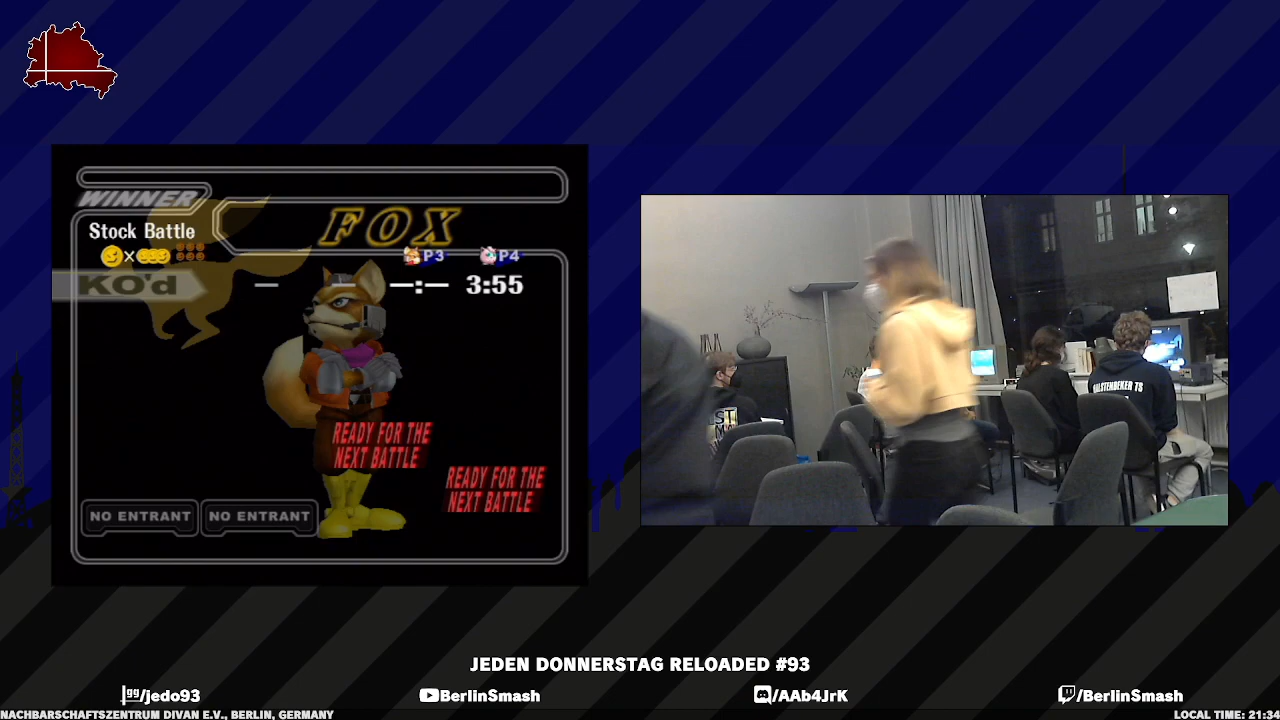 WINNER
FOX
Stock Battle
P3
P4
KO'd
3:55
READY FOR THE
NEXT BATTLE
READY FOR THE
NEXT BATTLE
NO ENTRANT
NO ENTRANT
JEDEN DONNERSTAG RELOADED #93
gg/jedo93
BerlinSmash
/AAb4JrK
/BerlinSmash
NACHBARSCHAFTSZENTRUM DIVAN E.V., BERLIN, GERMANY
LOCAL TIME: 21:34